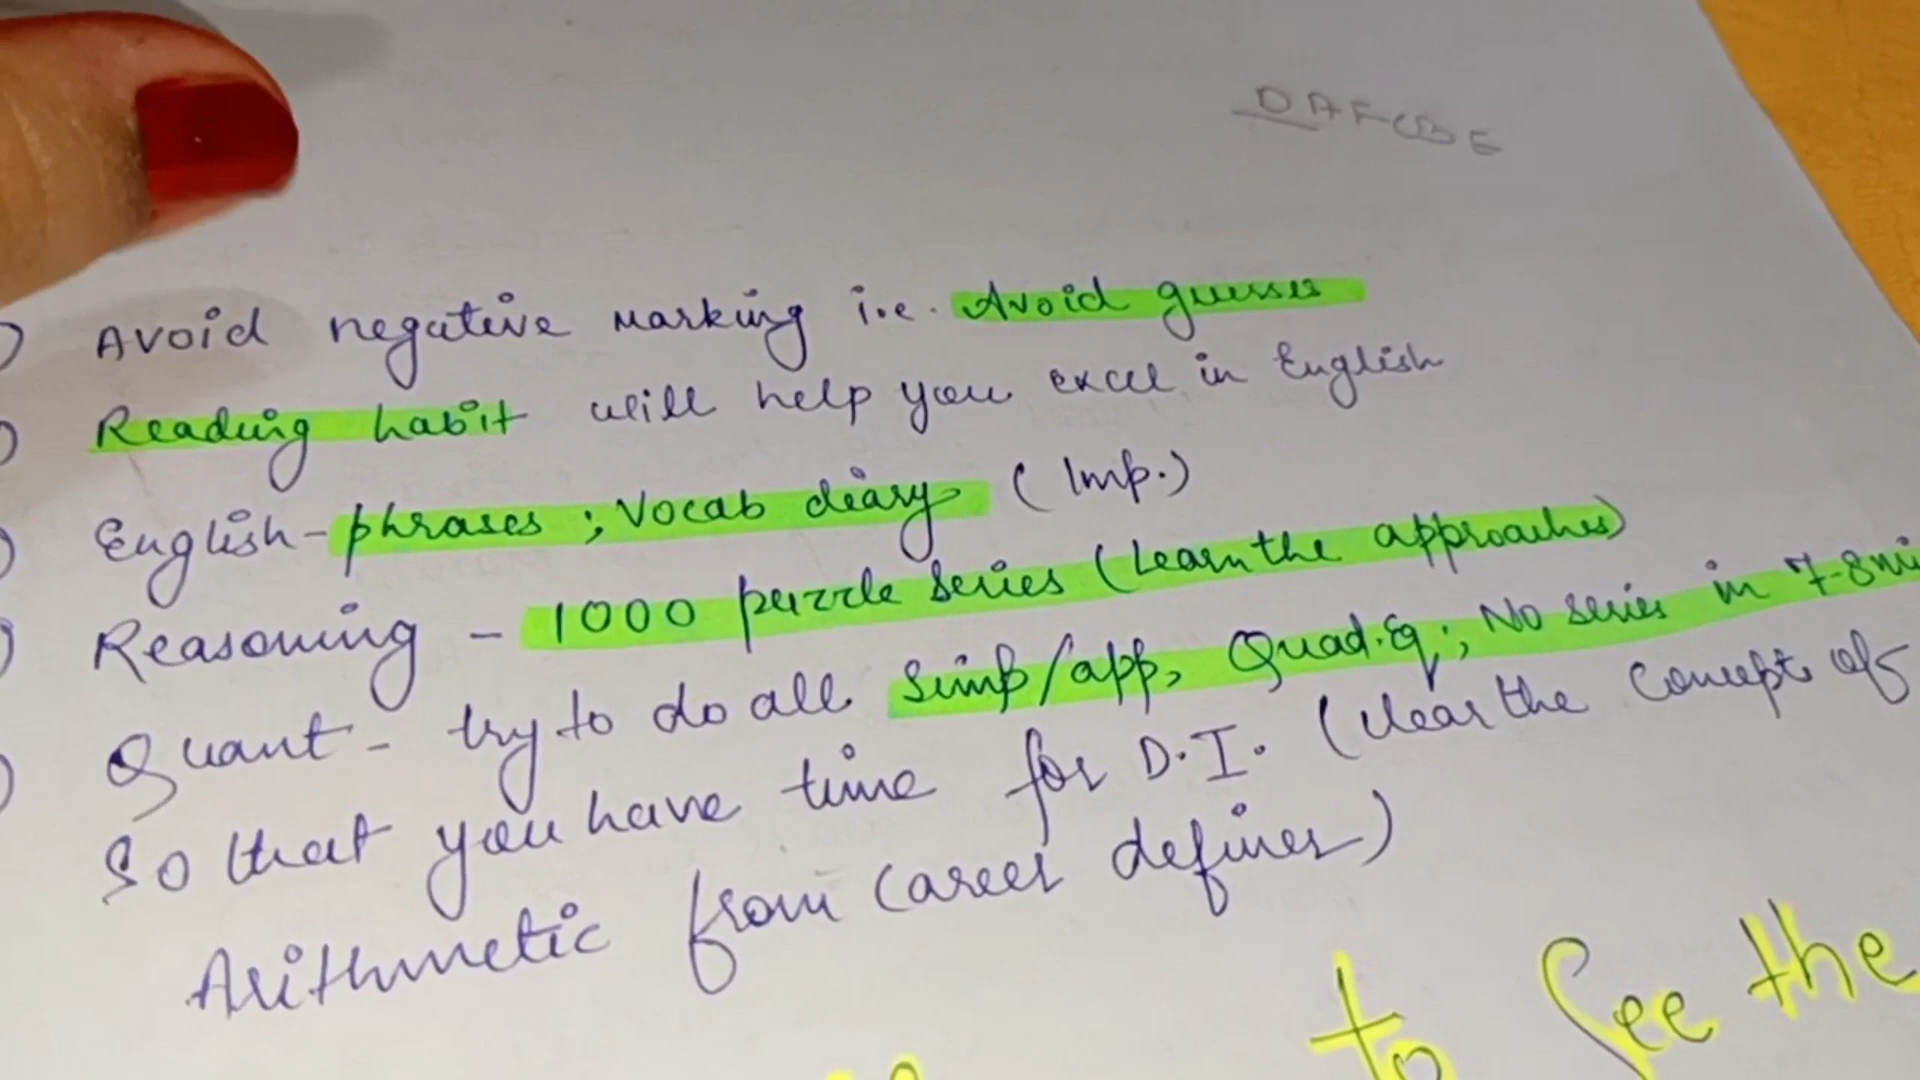 DAFCBE
Avoid negative marking i.e. Avoid guesses
Reading habit will help you excel in English
English - phrases ; Vocab diary (Imp.)
Reasoning - 1000 puzzle series (Learn the approaches)
Quant - try to do all Simp/app, Quad.Eq; No series in 7-8 mi
So that you have time for D.I. (clear the concepts of
Arithmetic from career definer)
to See the